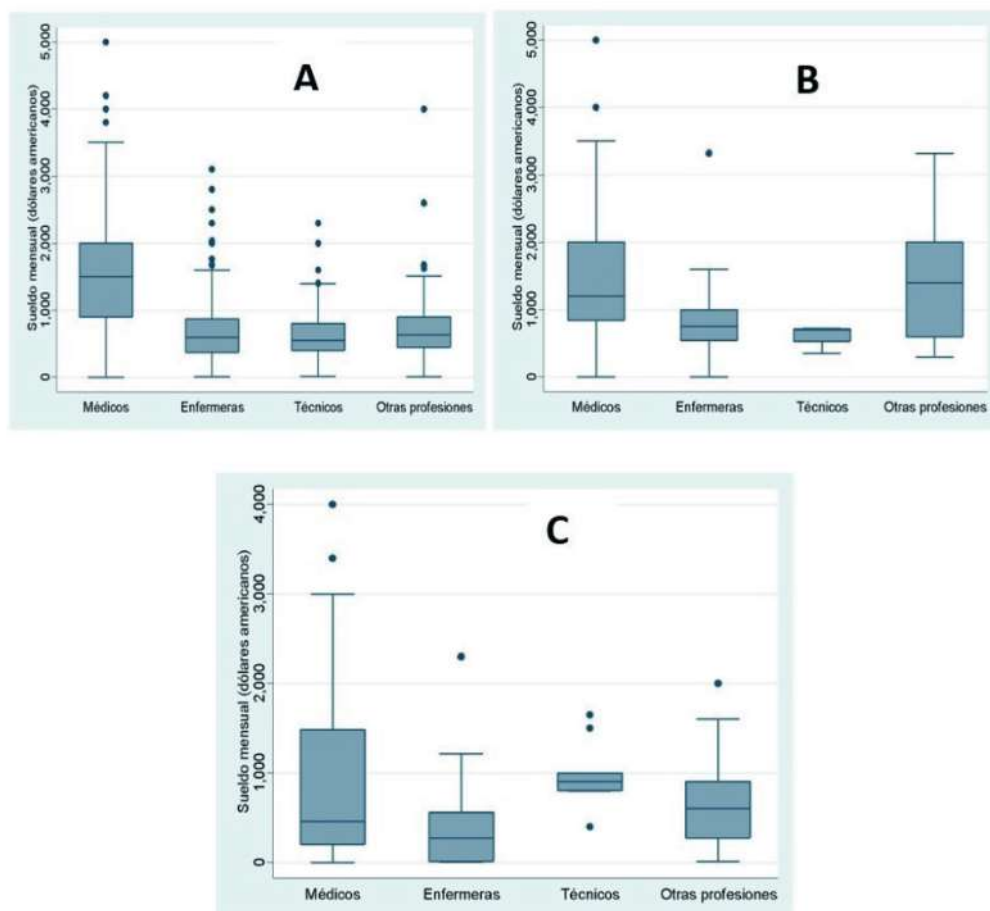 A
Sueldo mensual (dólares americanos)
5,000
4,000
3,000
2,000
1,000
0
Médicos Enfermeras Técnicos Otras profesiones
B
Sueldo mensual (dólares americanos)
5,000
4,000
3,000
2,000
1,000
0
Médicos Enfermeras Técnicos Otras profesiones
C
Sueldo mensual (dólares americanos)
4,000
3,000
2,000
1,000
0
Médicos Enfermeras Técnicos Otras profesiones